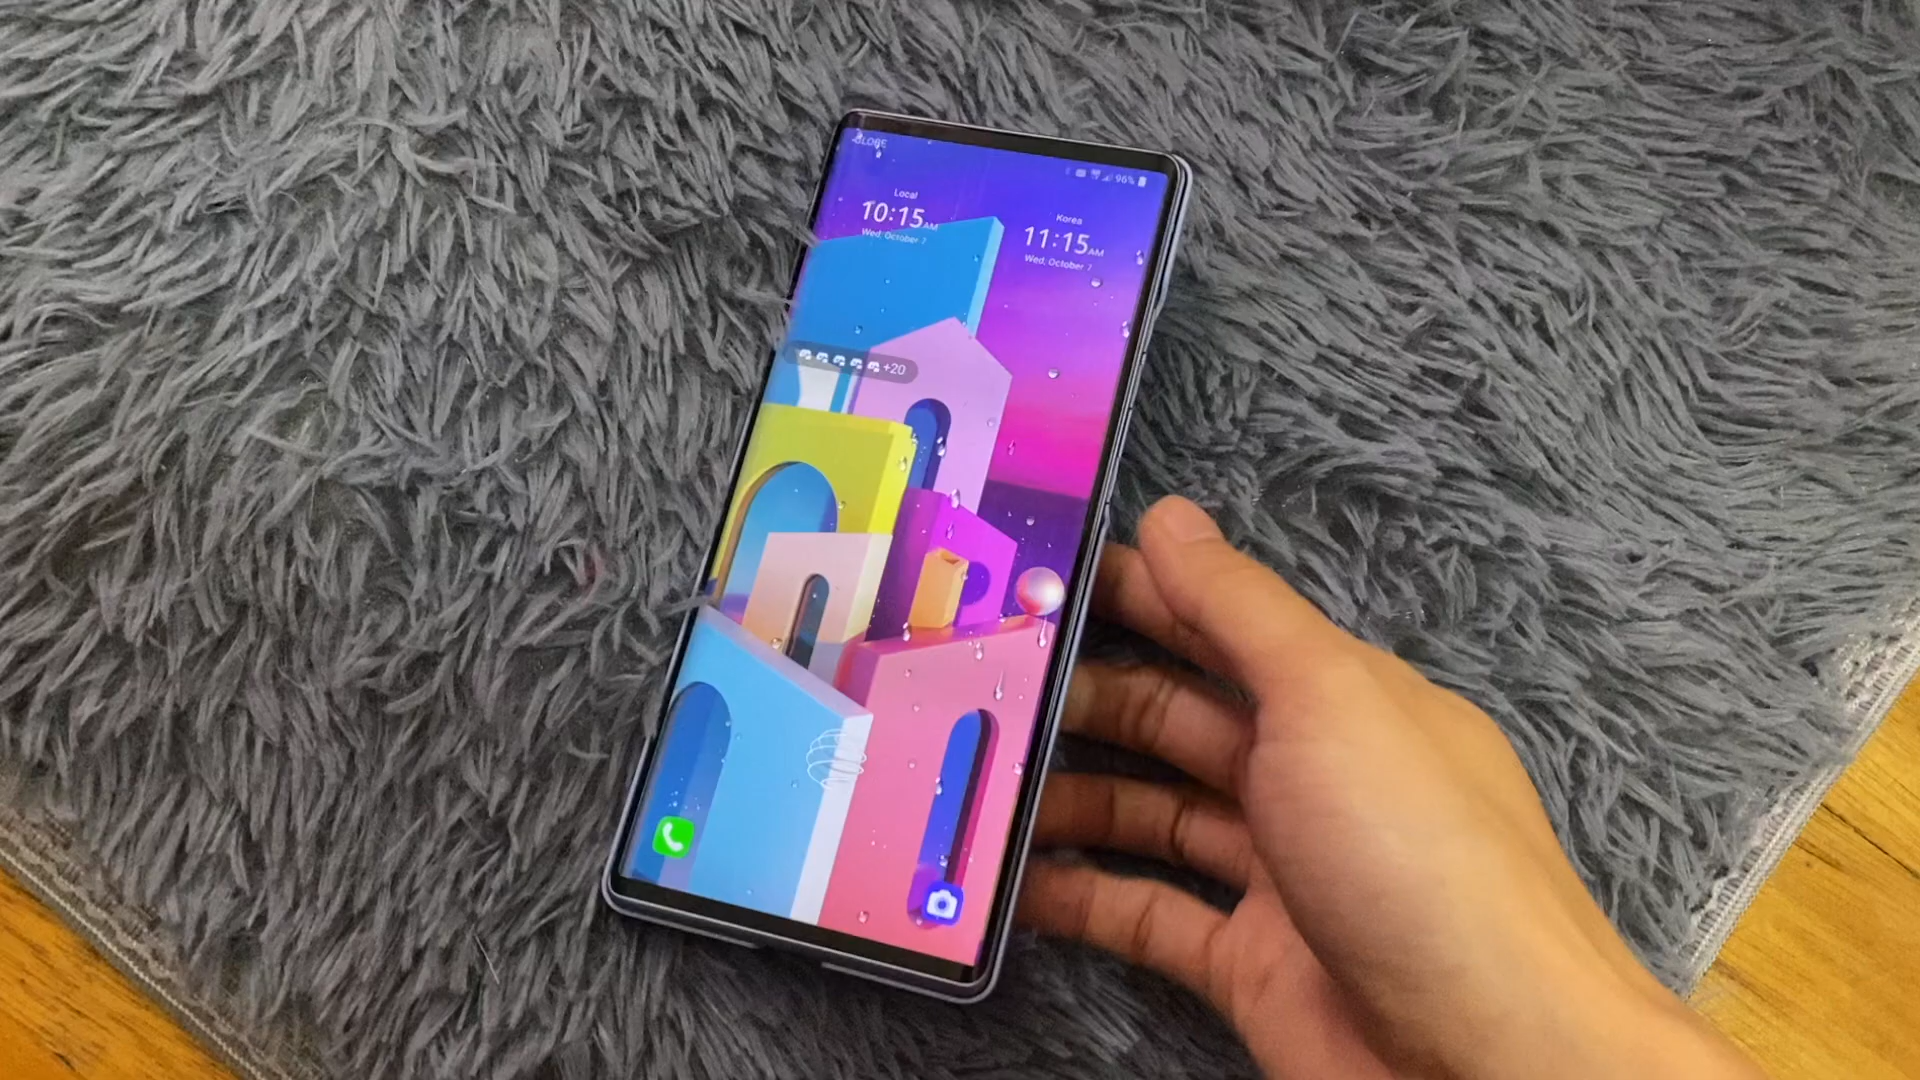 GLOBE
96%
Local
10:15AM
Wed, October 7
Korea
11:15AM
Wed, October 7
+20